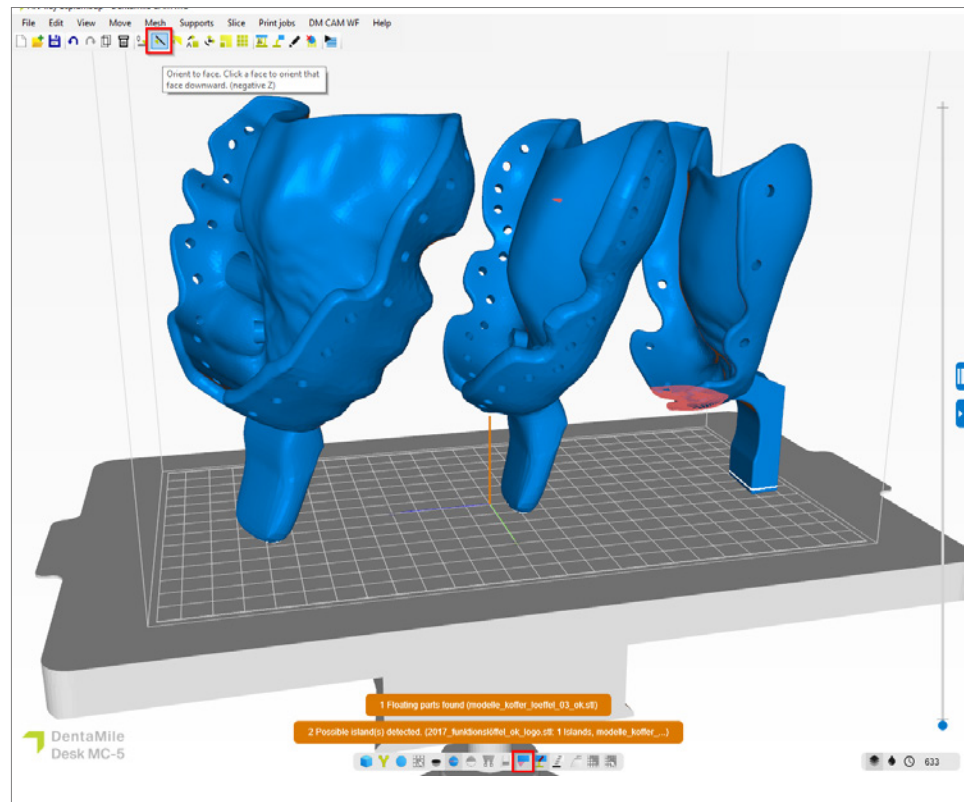 File Edit View Move Mesh Supports Slice Print jobs DM CAM WF Help
Orient to face. Click a face to orient that
face downward. (negative Z)
1 Floating parts found (modelle_koffer_loeffel_03_ok.stl)
2 Possible island(s) detected. (2017_funktionslöffel_ok_logo.stl: 1 Islands, modelle_koffer_...)
DentaMile
Desk MC-5
633